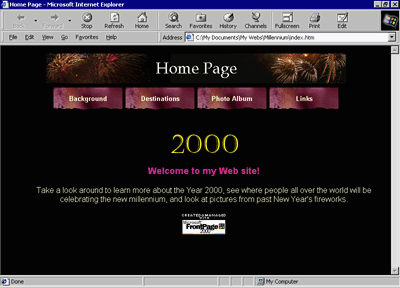 Home Page - Microsoft Internet Explorer
Back Forward Stop Refresh Home Search Favorites History Channels Fullscreen Print Edit
File Edit View Go Favorites Help Address C:\My Documents\My Webs\Millennium\index.htm
Home Page
Background Destinations Photo Album Links
2000
Welcome to my Web site!
Take a look around to learn more about the Year 2000, see where people all over the world will be
celebrating the new millennium, and look at pictures from past New Year's fireworks.
CREATED & MANAGED
WITH
Microsoft
FrontPage
2000
Done My Computer